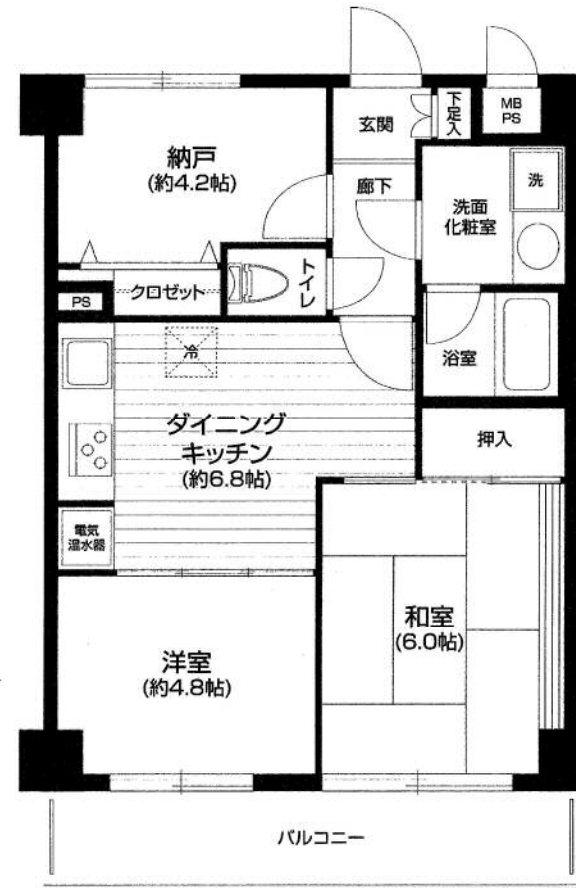 玄関
下足入
MB
PS
納戸
(約4.2帖)
廊下
洗面
化粧室
洗
トイレ
クロゼット
PS
浴室
冷
ダイニング
キッチン
(約6.8帖)
押入
電気
温水器
和室
(6.0帖)
洋室
(約4.8帖)
バルコニー